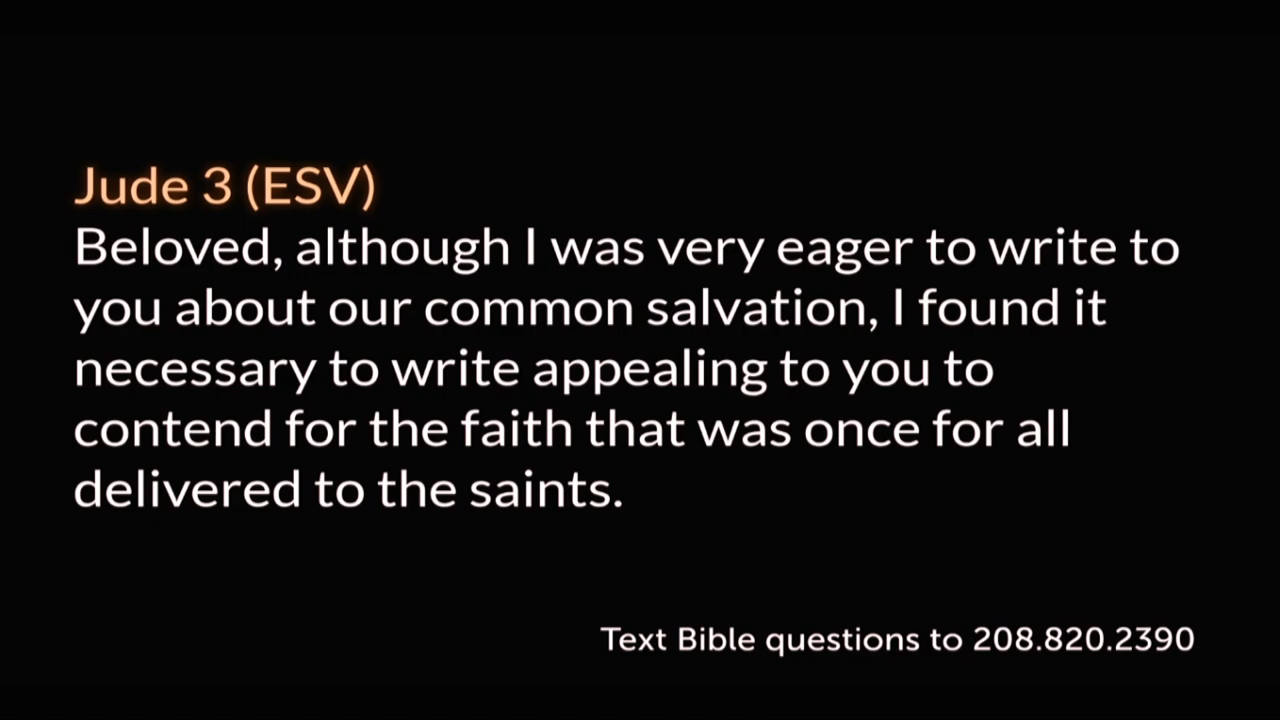 Jude 3 (ESV)
Beloved, although I was very eager to write to
you about our common salvation, I found it
necessary to write appealing to you to
contend for the faith that was once for all
delivered to the saints.
Text Bible questions to 208.820.2390